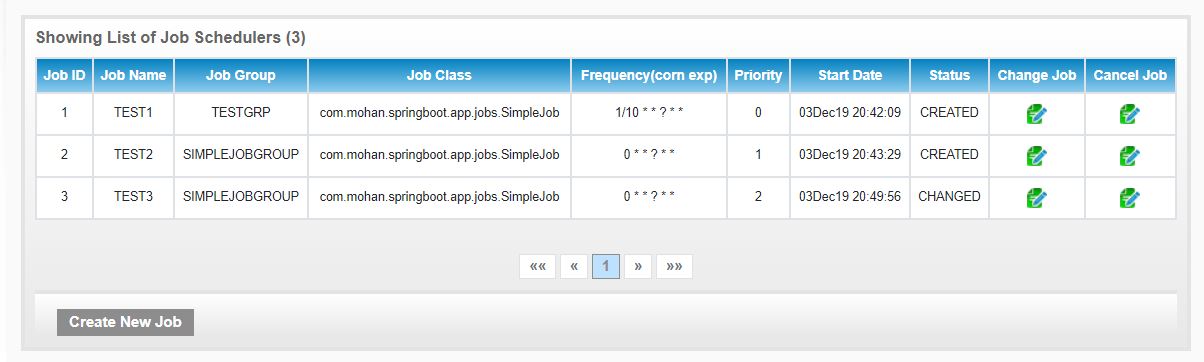 Showing List of Job Schedulers (3)
Job ID Job Name Job Group Job Class Frequency(corn exp) Priority Start Date Status Change Job Cancel Job
1 TEST1 TESTGRP com.mohan.springboot.app.jobs.SimpleJob 1/10 * * ? * * 0 03Dec19 20:42:09 CREATED
2 TEST2 SIMPLEJOBGROUP com.mohan.springboot.app.jobs.SimpleJob 0 * * ? * * 1 03Dec19 20:43:29 CREATED
3 TEST3 SIMPLEJOBGROUP com.mohan.springboot.app.jobs.SimpleJob 0 * * ? * * 2 03Dec19 20:49:56 CHANGED
«« « 1 » »»
Create New Job